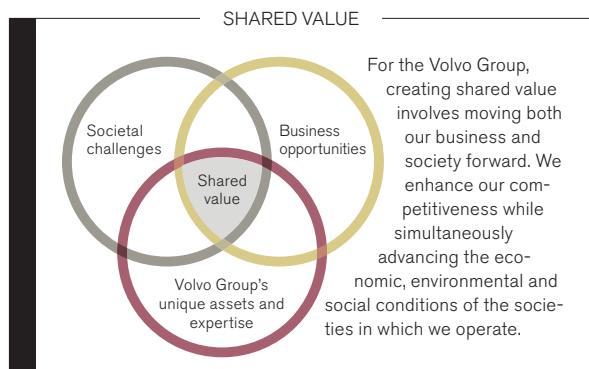 SHARED VALUE
Societal
challenges
Business
opportunities
Shared
value
Volvo Group’s
unique assets and
expertise
For the Volvo Group,
creating shared value
involves moving both
our business and
society forward. We
enhance our com-
petitiveness while
simultaneously
advancing the eco-
nomic, environmental and
social conditions of the socie-
ties in which we operate.